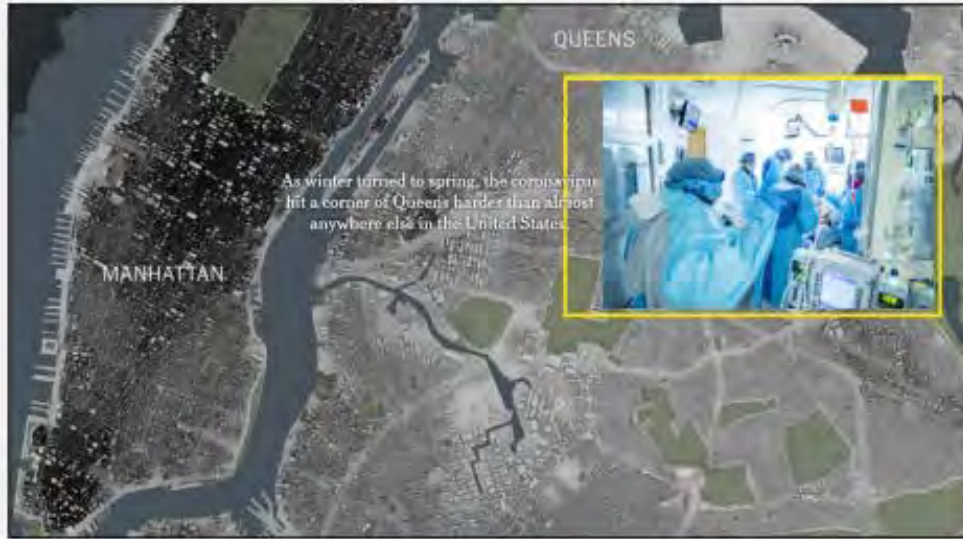 QUEENS
As winter turned to spring, the coronavirus
hit a corner of Queens harder than almost
anywhere else in the United States.
MANHATTAN